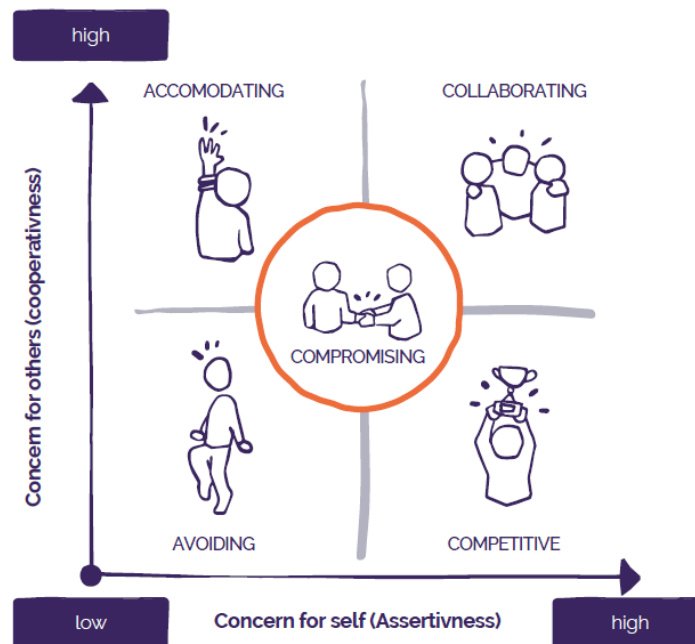 high
ACCOMODATING
COLLABORATING
Concern for others (cooperativness)
COMPROMISING
AVOIDING
COMPETITIVE
low
Concern for self (Assertivness)
high